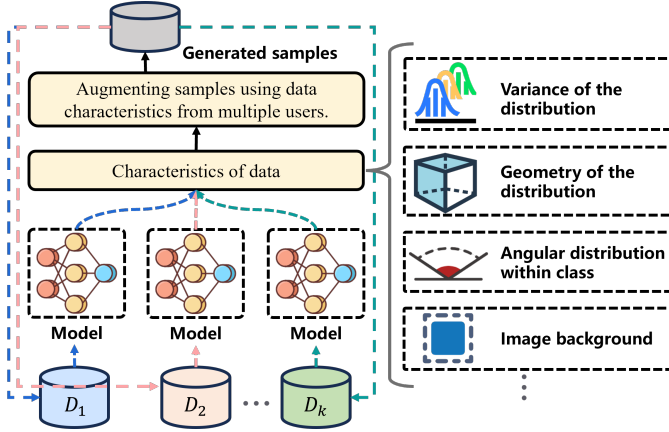 Generated samples
Augmenting samples using data
characteristics from multiple users.
Characteristics of data
Model
Model
Model
D₁
D₂
...
Dₖ
Variance of the
distribution
Geometry of the
distribution
Angular distribution
within class
Image background
⋮